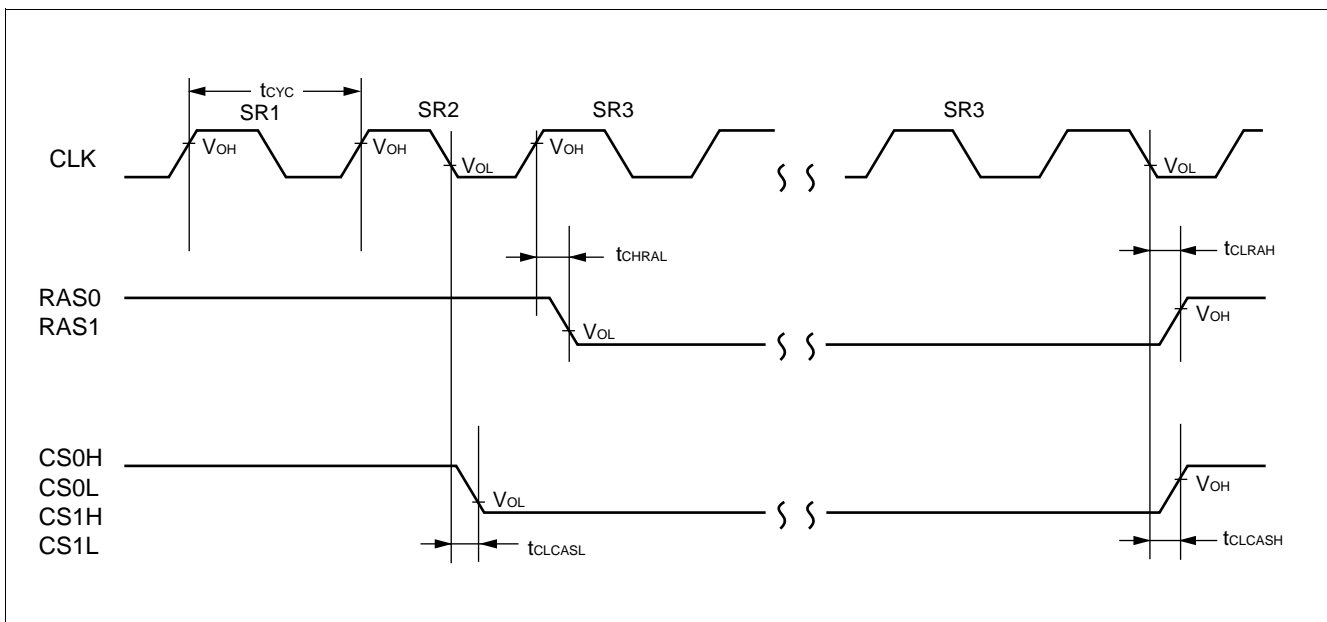 tCYC
SR1 SR2 SR3 SR3
CLK VOH VOH VOL VOH VOL
tCHRAL tCLRAH
RAS0
RAS1 VOL VOH
CS0H
CS0L VOL VOH
CS1H
CS1L tCLCASL tCLCASH